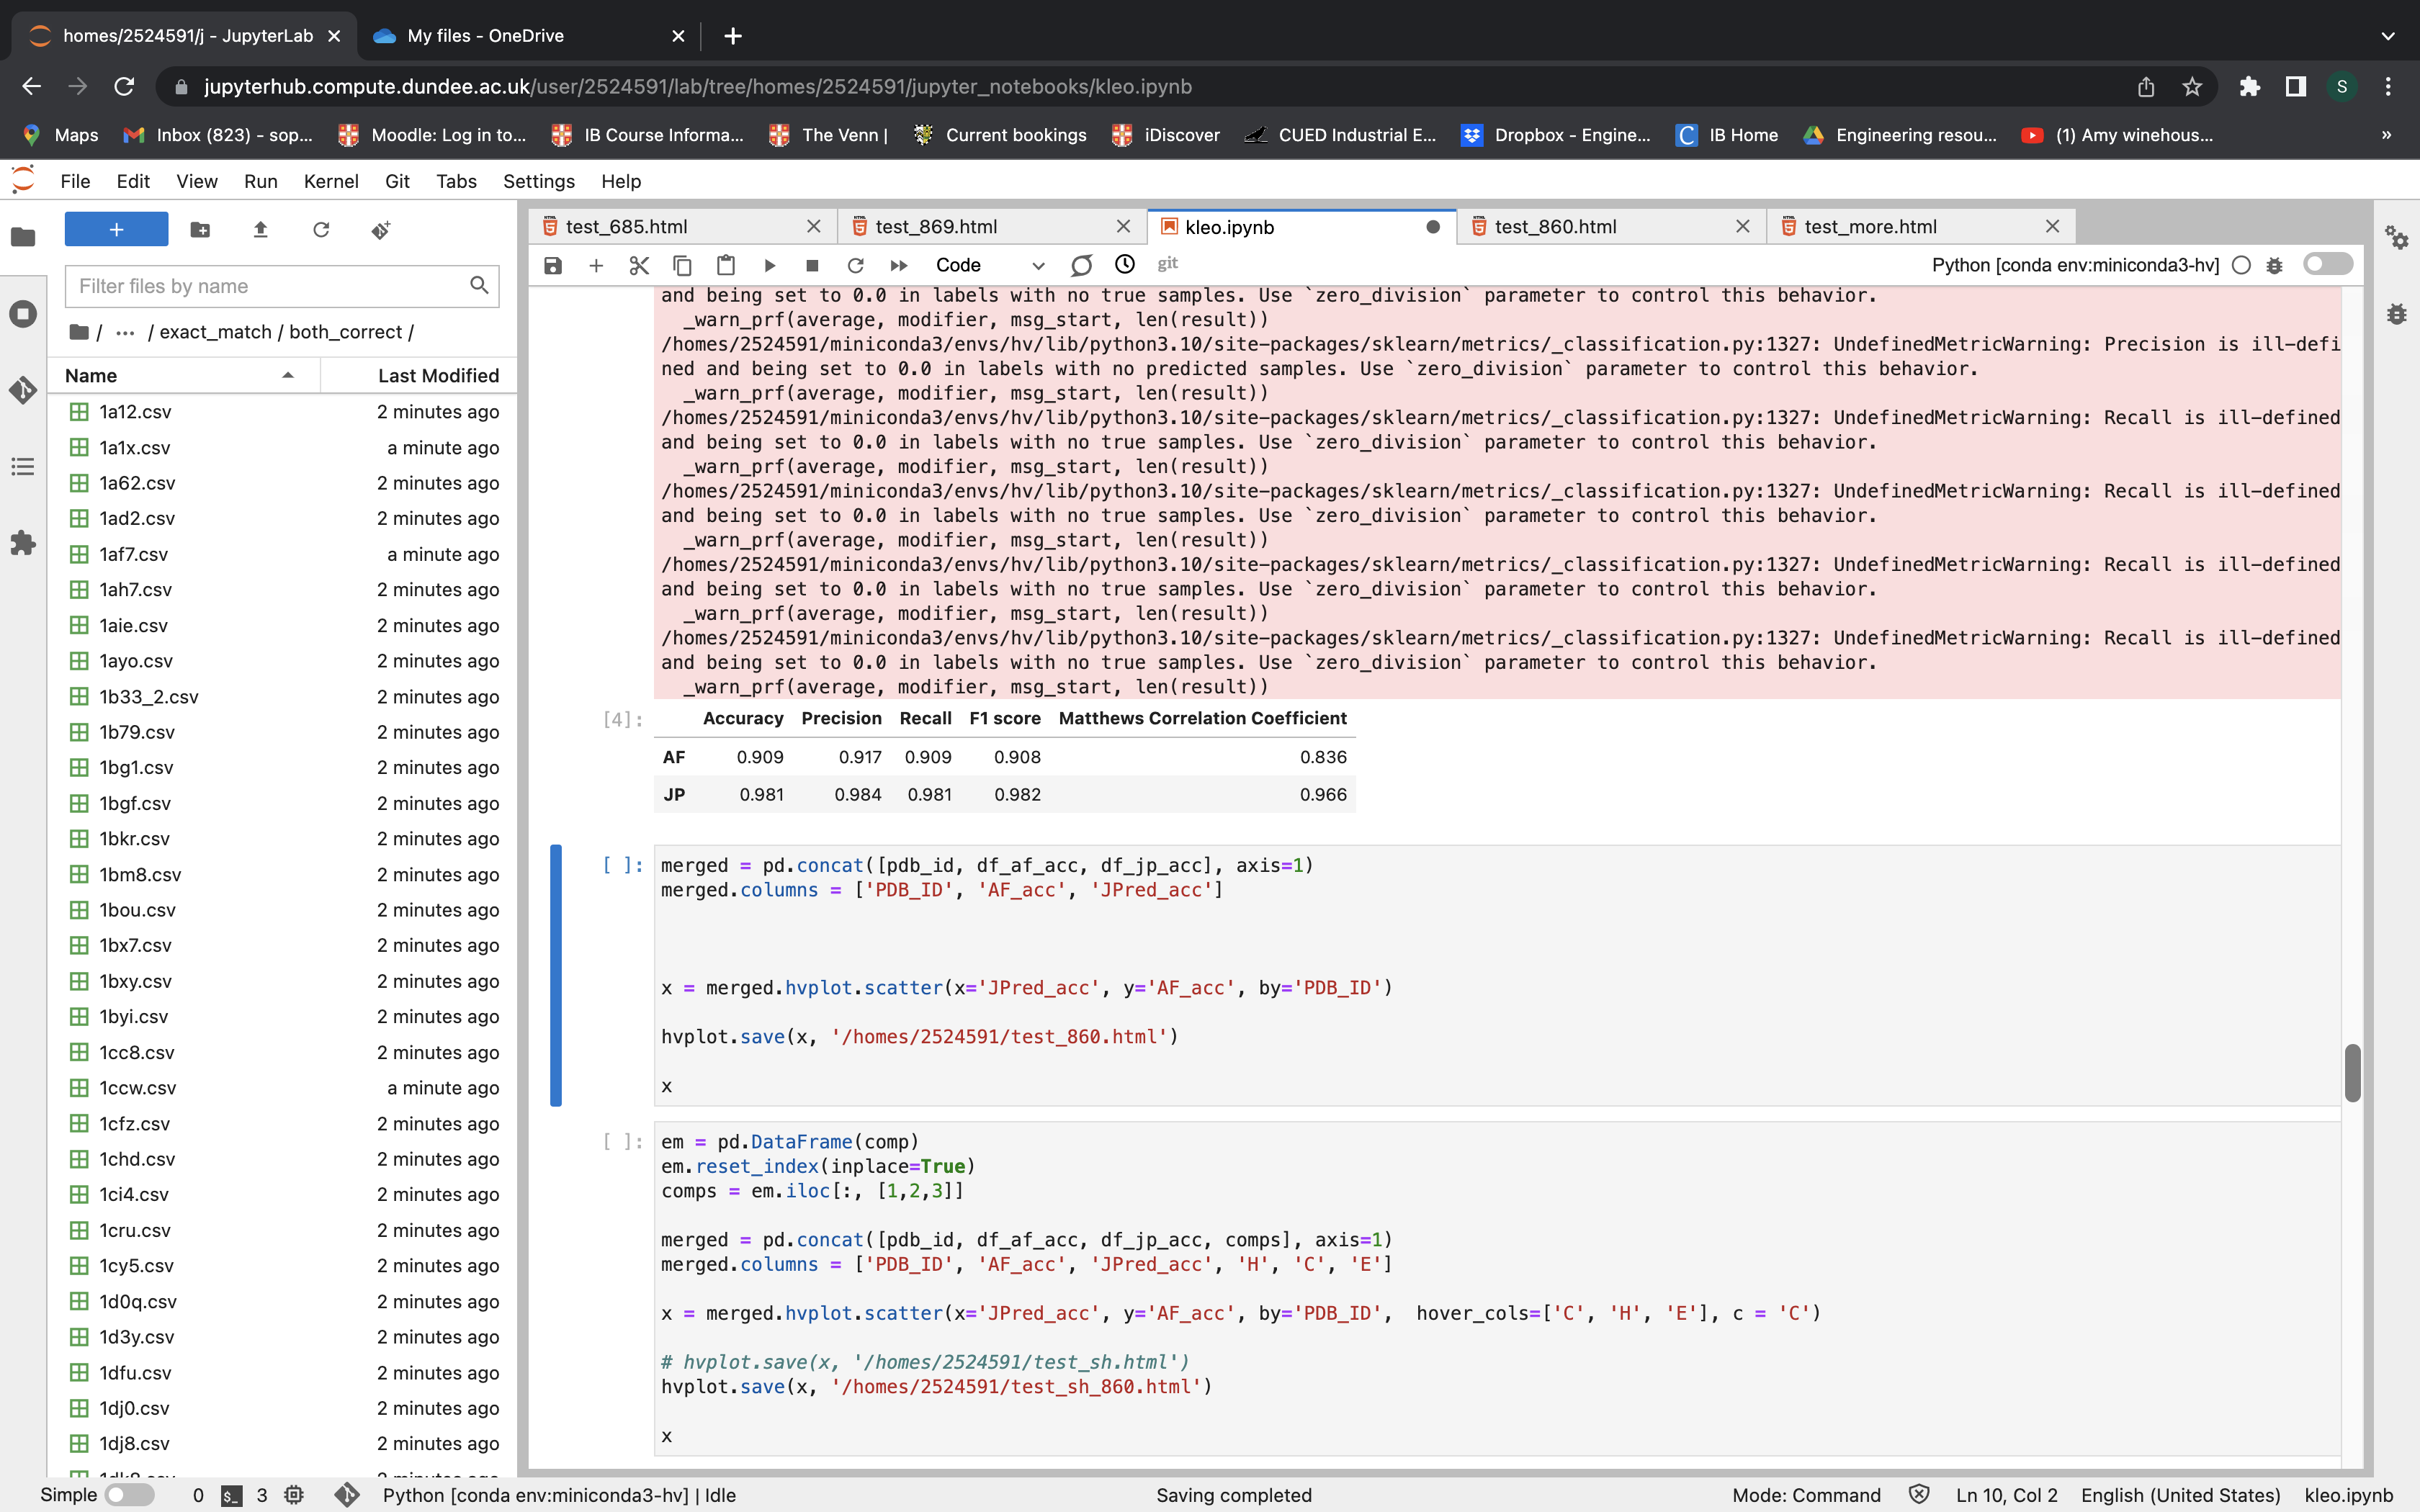 homes/2524591/j - JupyterLab
My files - OneDrive
jupyterhub.compute.dundee.ac.uk/user/2524591/lab/tree/homes/2524591/jupyter_notebooks/kleo.ipynb
S
Maps
Inbox (823) - sop...
Moodle: Log in to...
IB Course Informa...
The Venn |
Current bookings
iDiscover
CUED Industrial E...
Dropbox - Engine...
IB Home
Engineering resou...
(1) Amy winehous...
»
File Edit View Run Kernel Git Tabs Settings Help
test_685.html
test_869.html
kleo.ipynb
test_860.html
test_more.html
Code
git
Python [conda env:miniconda3-hv]
Filter files by name
/ ... / exact_match / both_correct /
Name Last Modified
1a12.csv 2 minutes ago
1a1x.csv a minute ago
1a62.csv 2 minutes ago
1ad2.csv 2 minutes ago
1af7.csv a minute ago
1ah7.csv 2 minutes ago
1aie.csv 2 minutes ago
1ayo.csv 2 minutes ago
1b33_2.csv 2 minutes ago
1b79.csv 2 minutes ago
1bg1.csv 2 minutes ago
1bgf.csv 2 minutes ago
1bkr.csv 2 minutes ago
1bm8.csv 2 minutes ago
1bou.csv 2 minutes ago
1bx7.csv 2 minutes ago
1bxy.csv 2 minutes ago
1byi.csv 2 minutes ago
1cc8.csv 2 minutes ago
1ccw.csv a minute ago
1cfz.csv 2 minutes ago
1chd.csv 2 minutes ago
1ci4.csv 2 minutes ago
1cru.csv 2 minutes ago
1cy5.csv 2 minutes ago
1d0q.csv 2 minutes ago
1d3y.csv 2 minutes ago
1dfu.csv 2 minutes ago
1dj0.csv 2 minutes ago
1dj8.csv 2 minutes ago
and being set to 0.0 in labels with no true samples. Use `zero_division` parameter to control this behavior.
_warn_prf(average, modifier, msg_start, len(result))
/homes/2524591/miniconda3/envs/hv/lib/python3.10/site-packages/sklearn/metrics/_classification.py:1327: UndefinedMetricWarning: Precision is ill-defi
ned and being set to 0.0 in labels with no predicted samples. Use `zero_division` parameter to control this behavior.
_warn_prf(average, modifier, msg_start, len(result))
/homes/2524591/miniconda3/envs/hv/lib/python3.10/site-packages/sklearn/metrics/_classification.py:1327: UndefinedMetricWarning: Recall is ill-defined
and being set to 0.0 in labels with no true samples. Use `zero_division` parameter to control this behavior.
_warn_prf(average, modifier, msg_start, len(result))
/homes/2524591/miniconda3/envs/hv/lib/python3.10/site-packages/sklearn/metrics/_classification.py:1327: UndefinedMetricWarning: Recall is ill-defined
and being set to 0.0 in labels with no true samples. Use `zero_division` parameter to control this behavior.
_warn_prf(average, modifier, msg_start, len(result))
/homes/2524591/miniconda3/envs/hv/lib/python3.10/site-packages/sklearn/metrics/_classification.py:1327: UndefinedMetricWarning: Recall is ill-defined
and being set to 0.0 in labels with no true samples. Use `zero_division` parameter to control this behavior.
_warn_prf(average, modifier, msg_start, len(result))
/homes/2524591/miniconda3/envs/hv/lib/python3.10/site-packages/sklearn/metrics/_classification.py:1327: UndefinedMetricWarning: Recall is ill-defined
and being set to 0.0 in labels with no true samples. Use `zero_division` parameter to control this behavior.
_warn_prf(average, modifier, msg_start, len(result))
[4]: Accuracy Precision Recall F1 score Matthews Correlation Coefficient
AF 0.909 0.917 0.909 0.908 0.836
JP 0.981 0.984 0.981 0.982 0.966
[ ]: merged = pd.concat([pdb_id, df_af_acc, df_jp_acc], axis=1)
merged.columns = ['PDB_ID', 'AF_acc', 'JPred_acc']
x = merged.hvplot.scatter(x='JPred_acc', y='AF_acc', by='PDB_ID')
hvplot.save(x, '/homes/2524591/test_860.html')
x
[ ]: em = pd.DataFrame(comp)
em.reset_index(inplace=True)
comps = em.iloc[:, [1,2,3]]
merged = pd.concat([pdb_id, df_af_acc, df_jp_acc, comps], axis=1)
merged.columns = ['PDB_ID', 'AF_acc', 'JPred_acc', 'H', 'C', 'E']
x = merged.hvplot.scatter(x='JPred_acc', y='AF_acc', by='PDB_ID',  hover_cols=['C', 'H', 'E'], c = 'C')
# hvplot.save(x, '/homes/2524591/test_sh.html')
hvplot.save(x, '/homes/2524591/test_sh_860.html')
x
Simple 0 $_ 3 Python [conda env:miniconda3-hv] | Idle Saving completed Mode: Command Ln 10, Col 2 English (United States) kleo.ipynb